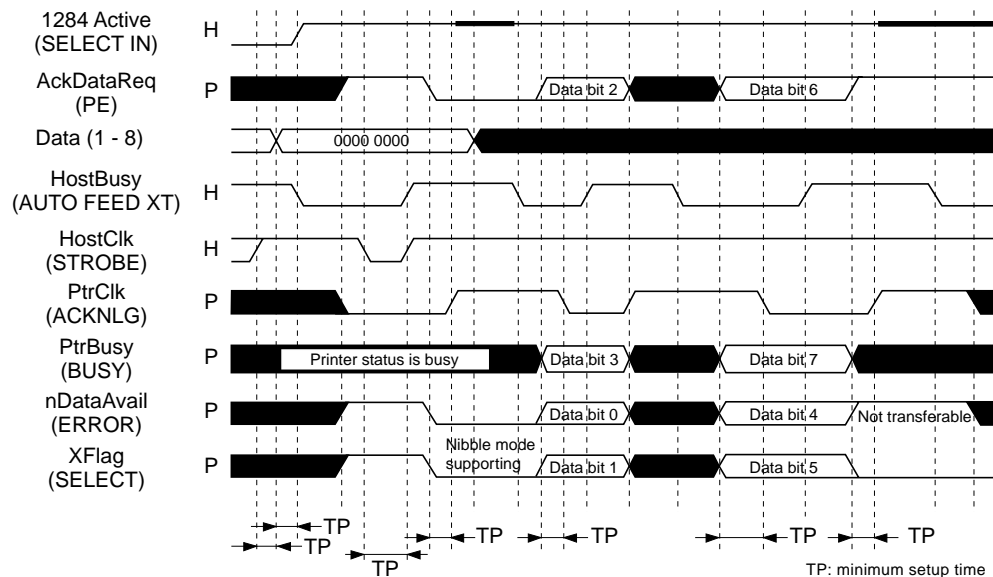 1284 Active
(SELECT IN)
H
AckDataReq
(PE)
P
Data bit 2
Data bit 6
Data (1 - 8)
0000 0000
HostBusy
(AUTO FEED XT)
H
HostClk
(STROBE)
H
PtrClk
(ACKNLG)
P
PtrBusy
(BUSY)
P
Printer status is busy
Data bit 3
Data bit 7
nDataAvail
(ERROR)
P
Data bit 0
Data bit 4
Not transferable
XFlag
(SELECT)
P
Nibble mode
supporting
Data bit 1
Data bit 5
TP
TP
TP
TP
TP
TP
TP
TP: minimum setup time